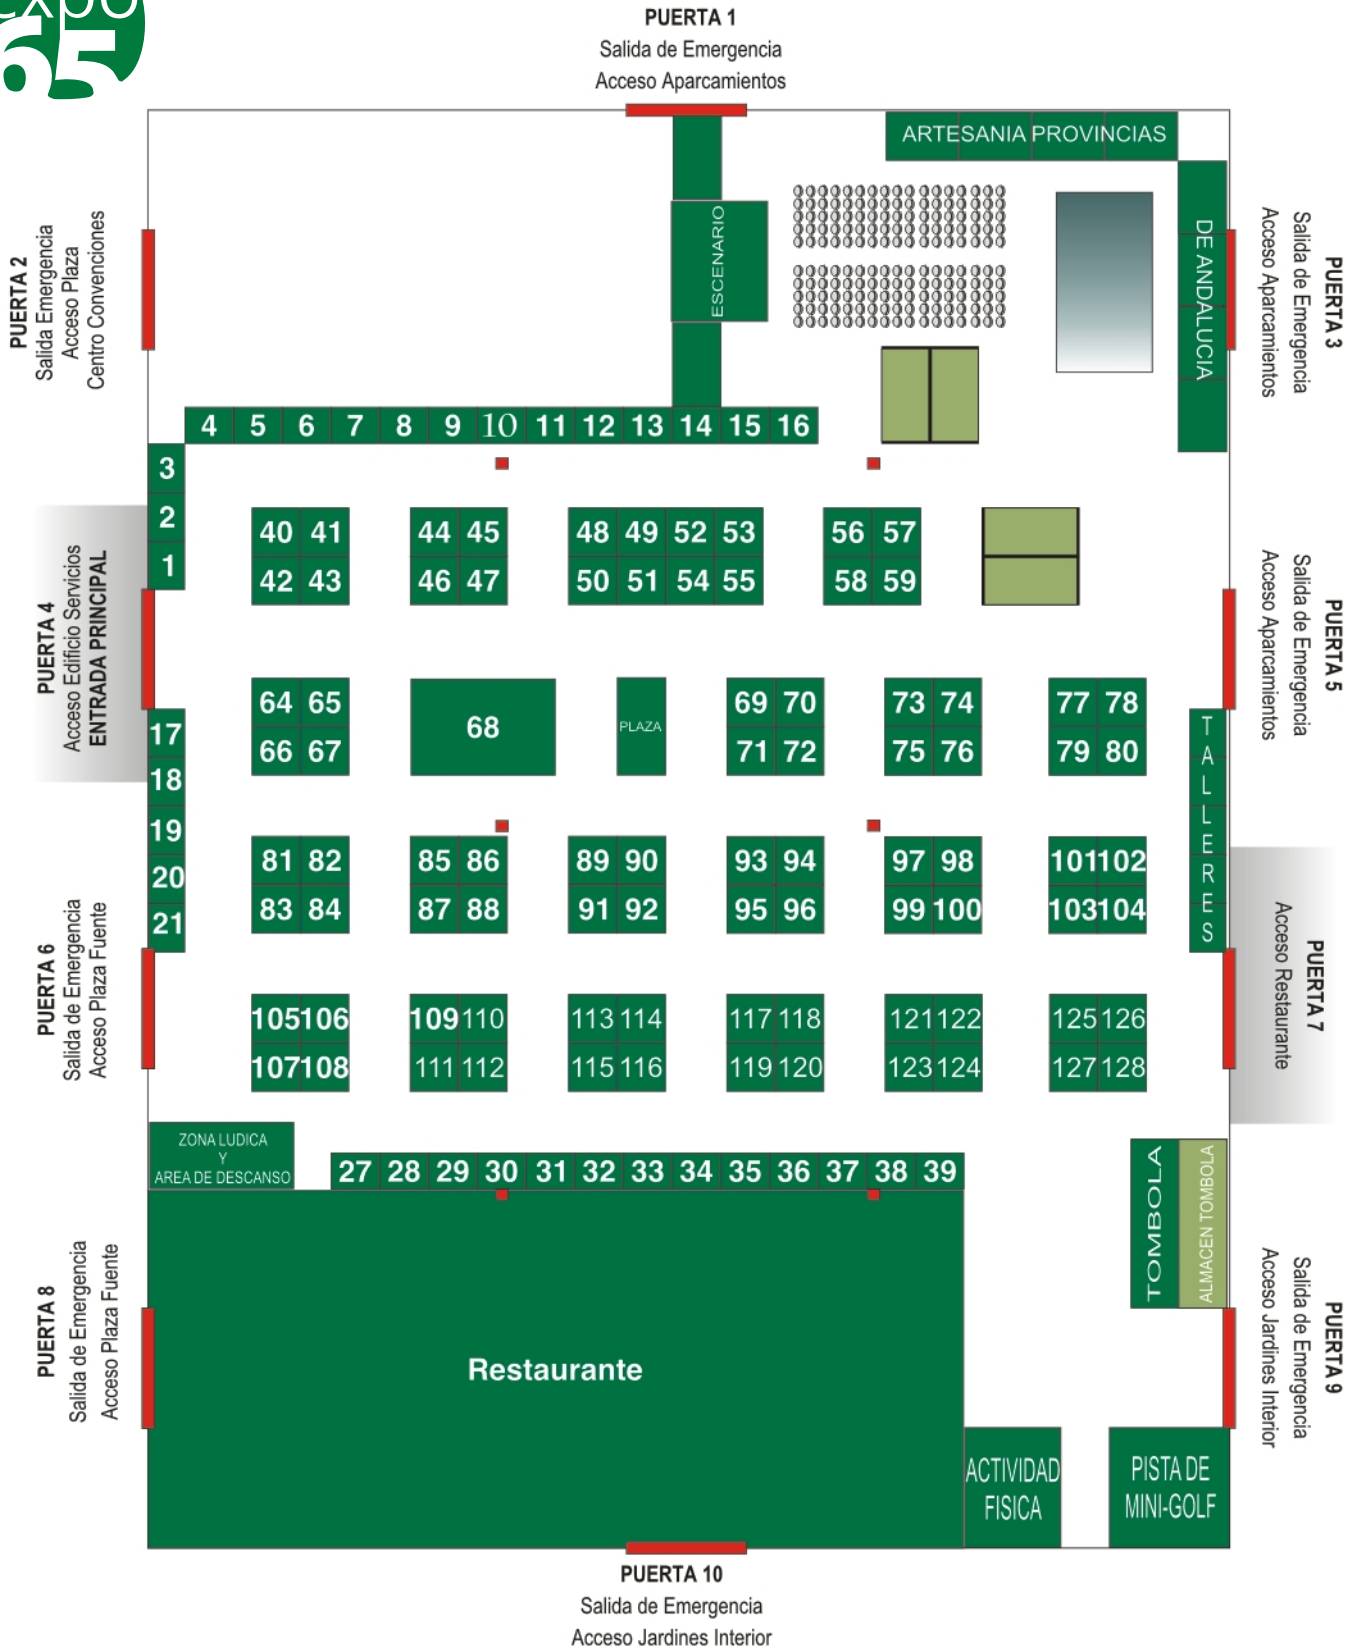 expo
65
PUERTA 1
Salida de Emergencia
Acceso Aparcamientos
ARTESANIA PROVINCIAS
DE ANDALUCIA
ESCENARIO
PUERTA 2
Salida Emergencia
Acceso Plaza
Centro Convenciones
PUERTA 3
Salida de Emergencia
Acceso Aparcamientos
4 5 6 7 8 9 10 11 12 13 14 15 16
3
2
1
40 41 44 45 48 49 52 53 56 57
42 43 46 47 50 51 54 55 58 59
PUERTA 4
Acceso Edificio Servicios
ENTRADA PRINCIPAL
PUERTA 5
Salida de Emergencia
Acceso Aparcamientos
64 65 68 PLAZA 69 70 73 74 77 78
66 67 71 72 75 76 79 80
17
18
19
20
21
TALLERES
81 82 85 86 89 90 93 94 97 98 101 102
83 84 87 88 91 92 95 96 99 100 103 104
PUERTA 6
Salida de Emergencia
Acceso Plaza Fuente
PUERTA 7
Acceso Restaurante
105 106 109 110 113 114 117 118 121 122 125 126
107 108 111 112 115 116 119 120 123 124 127 128
ZONA LUDICA
Y
AREA DE DESCANSO
27 28 29 30 31 32 33 34 35 36 37 38 39
TOMBOLA
ALMACEN TOMBOLA
PUERTA 8
Salida de Emergencia
Acceso Plaza Fuente
Restaurante
PUERTA 9
Salida de Emergencia
Acceso Jardines Interior
ACTIVIDAD
FISICA
PISTA DE
MINI-GOLF
PUERTA 10
Salida de Emergencia
Acceso Jardines Interior